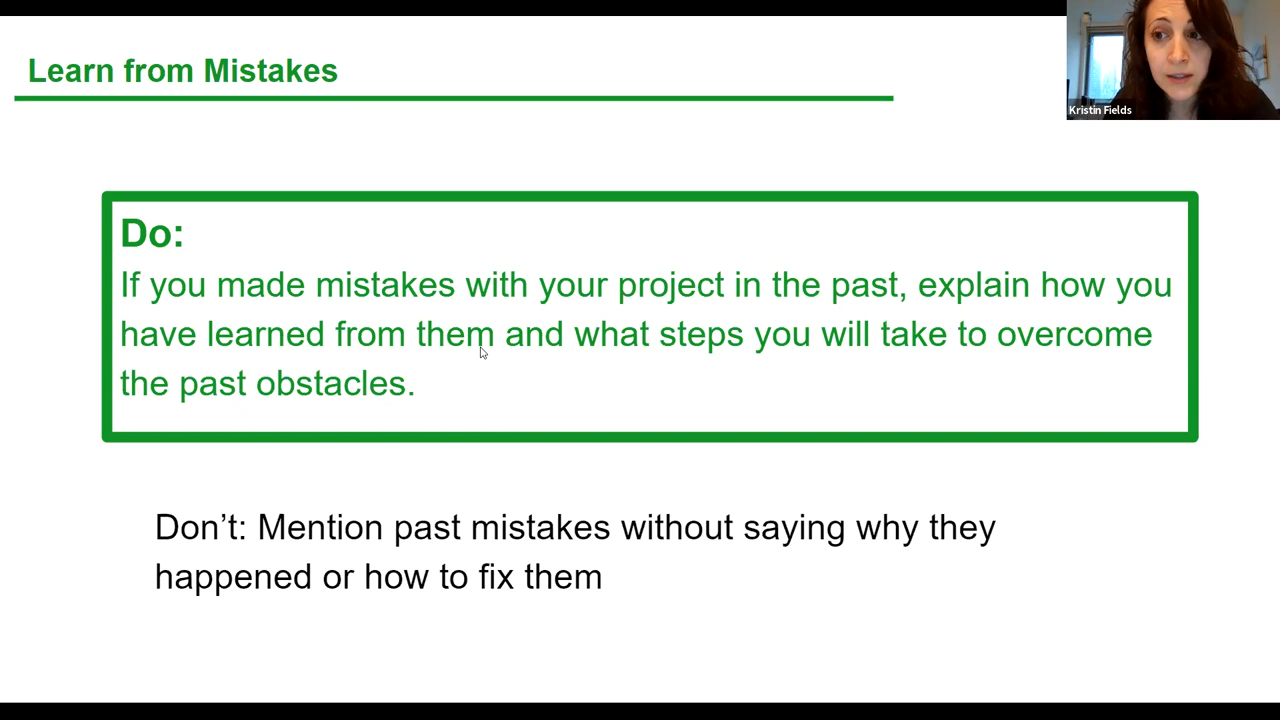 Learn from Mistakes
Kristin Fields
Do:
If you made mistakes with your project in the past, explain how you
have learned from them and what steps you will take to overcome
the past obstacles.
Don’t: Mention past mistakes without saying why they
happened or how to fix them